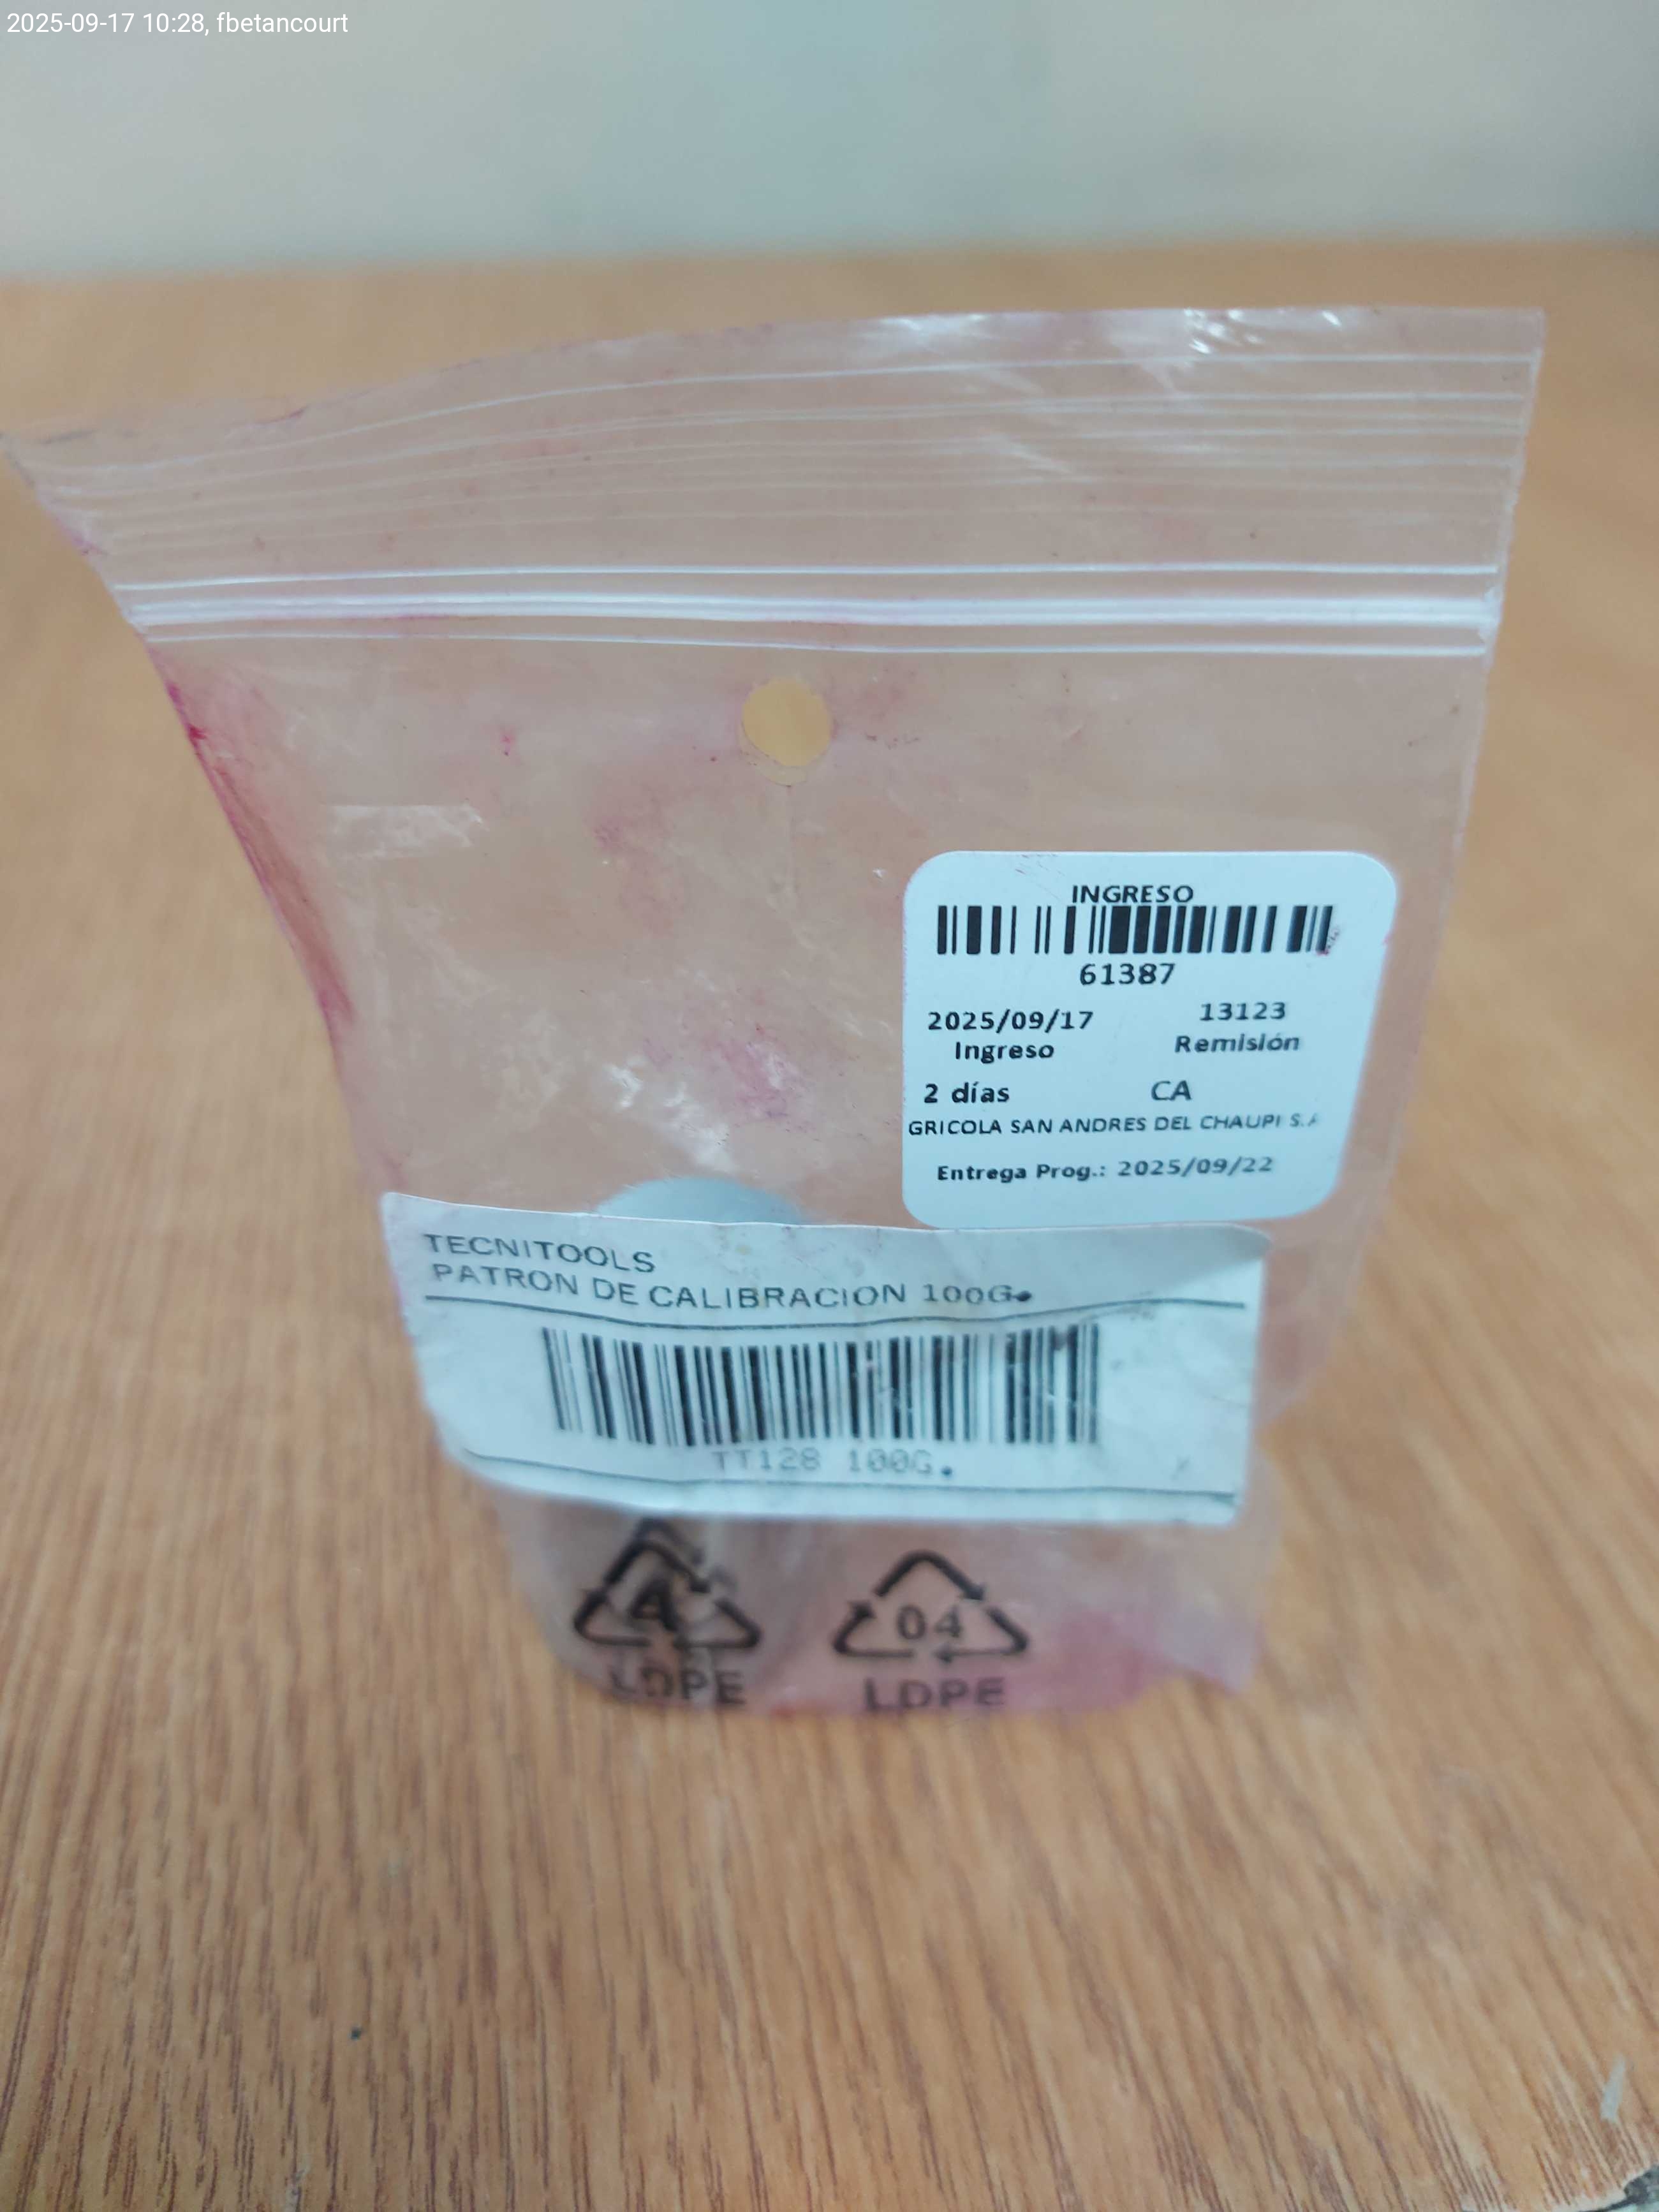 2025-09-17 10:28, fbetancourt
INGRESO
61387
2025/09/17 13123
Ingreso Remisión
2 días CA
GRICOLA SAN ANDRES DEL CHAUPI S.A
Entrega Prog.: 2025/09/22
TECNITOOLS
PATRON DE CALIBRACION 100G.
TT128 100G.
4 04
LDPE LDPE